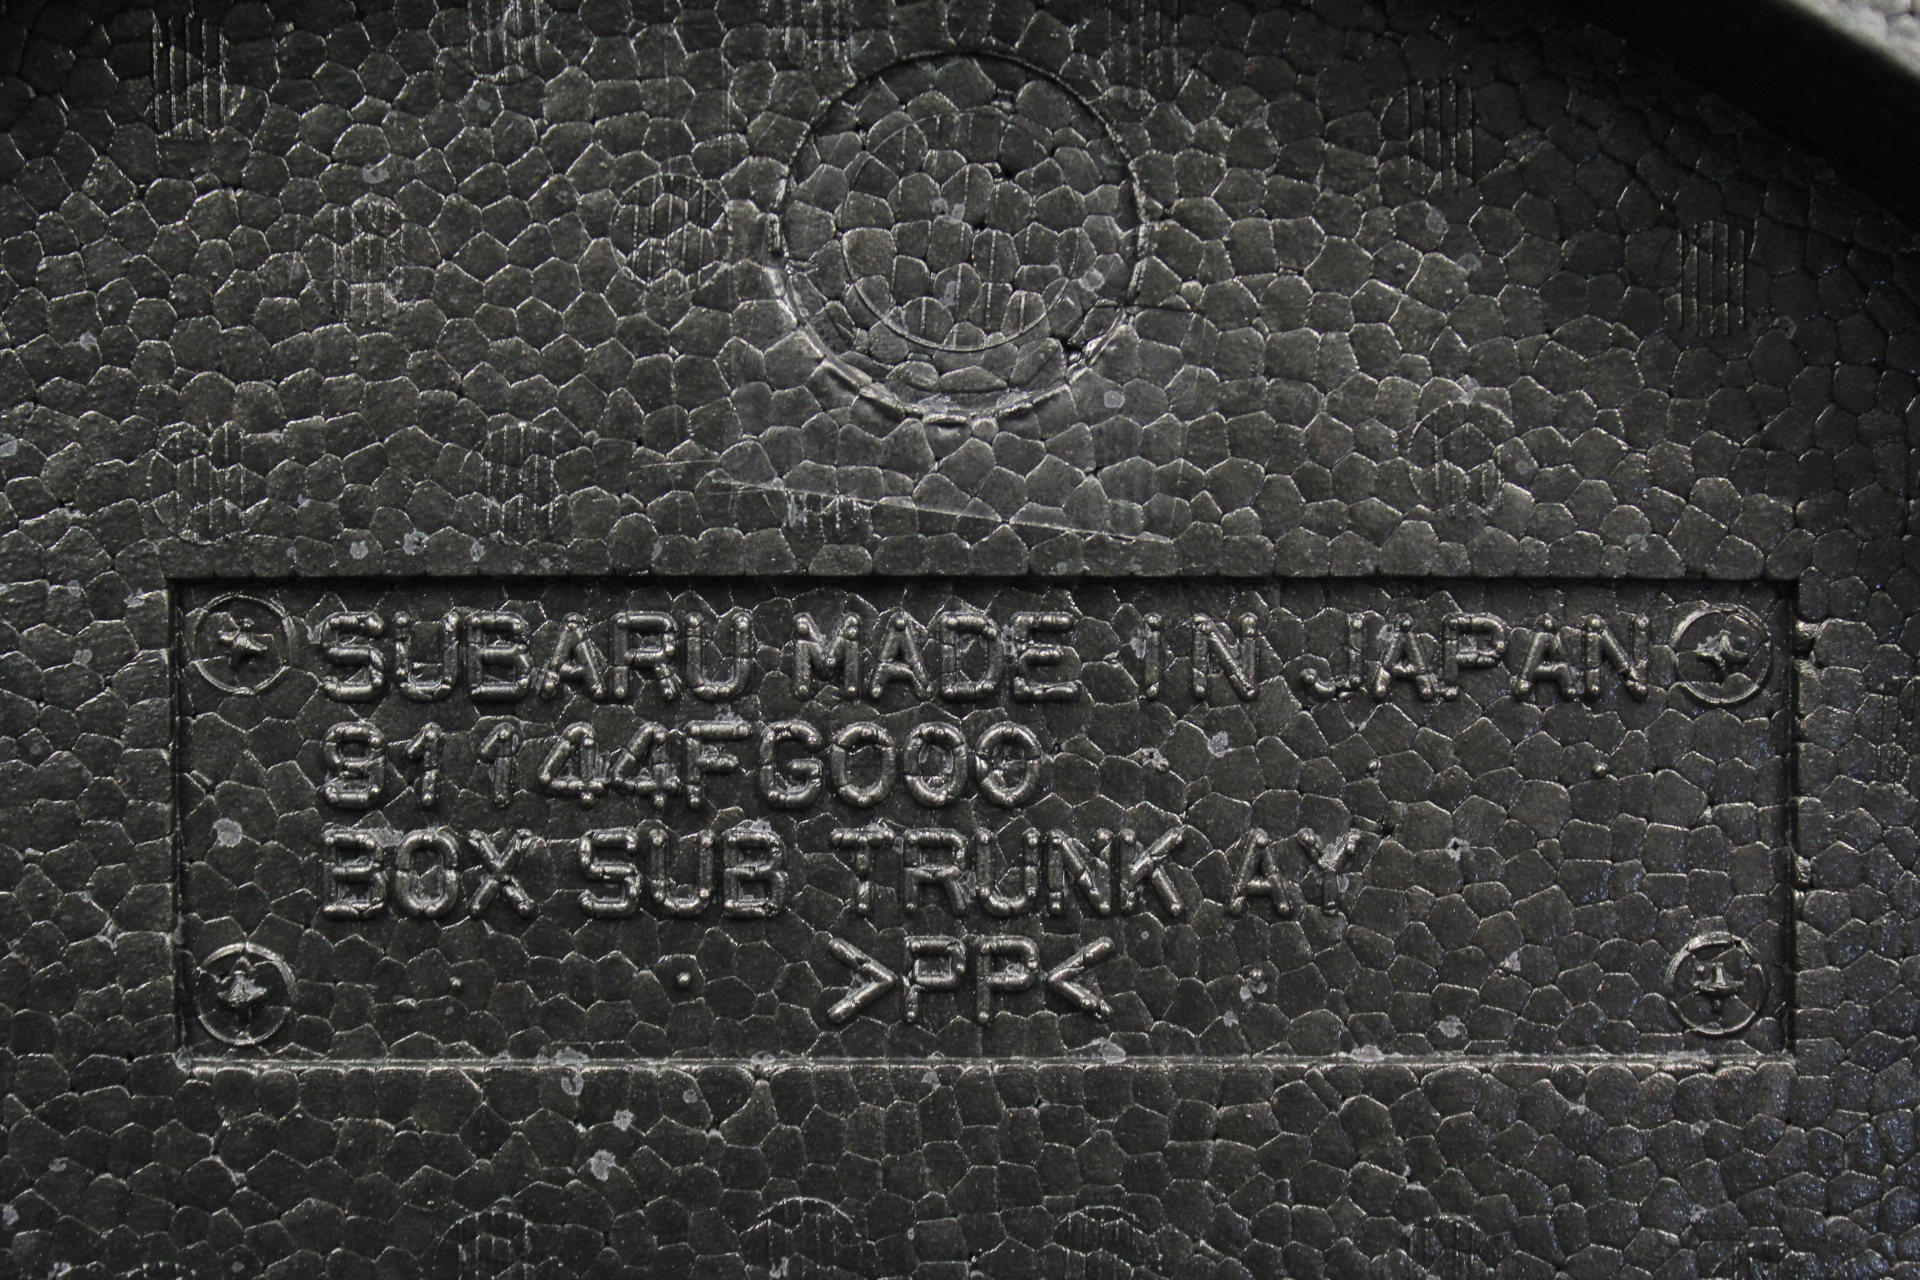 SUBARU MADE IN JAPAN
91144FG000
BOX SUB TRUNK AY
>PP<